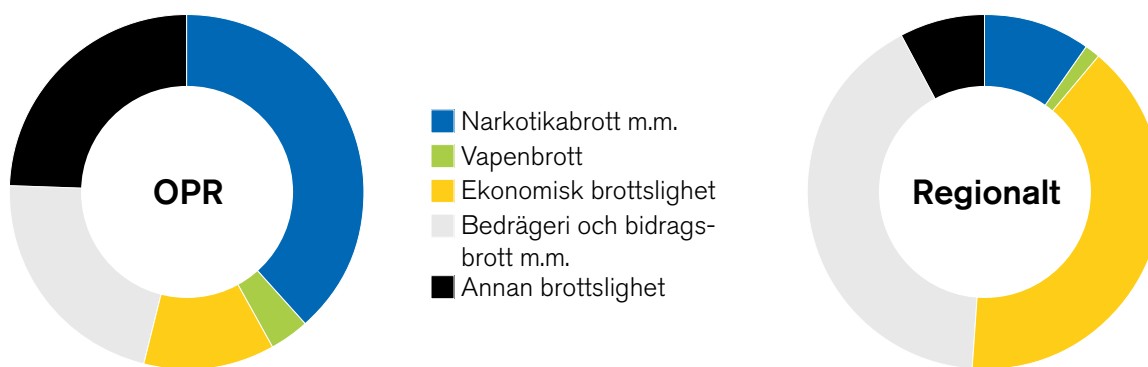 OPR
Narkotikabrott m.m.
Vapenbrott
Ekonomisk brottslighet
Bedrägeri och bidrags-
brott m.m.
Annan brottslighet
Regionalt